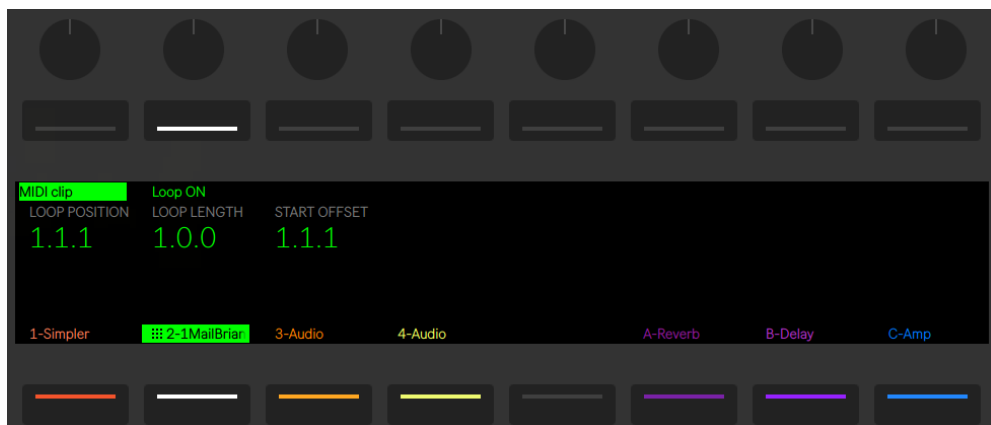 MIDI clip Loop ON
LOOP POSITION LOOP LENGTH START OFFSET
1.1.1 1.0.0 1.1.1
1-Simpler 2-1MailBrian 3-Audio 4-Audio A-Reverb B-Delay C-Amp